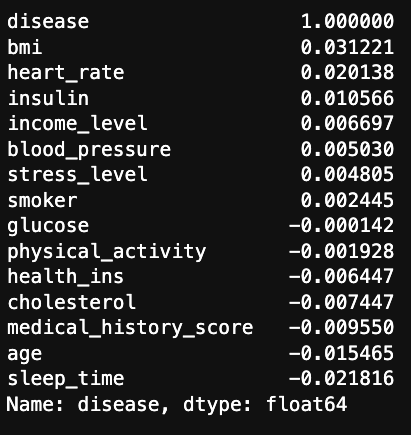 disease                 1.000000
bmi                     0.031221
heart_rate              0.020138
insulin                 0.010566
income_level            0.006697
blood_pressure          0.005030
stress_level            0.004805
smoker                  0.002445
glucose                -0.000142
physical_activity      -0.001928
health_ins             -0.006447
cholesterol            -0.007447
medical_history_score  -0.009550
age                    -0.015465
sleep_time             -0.021816
Name: disease, dtype: float64